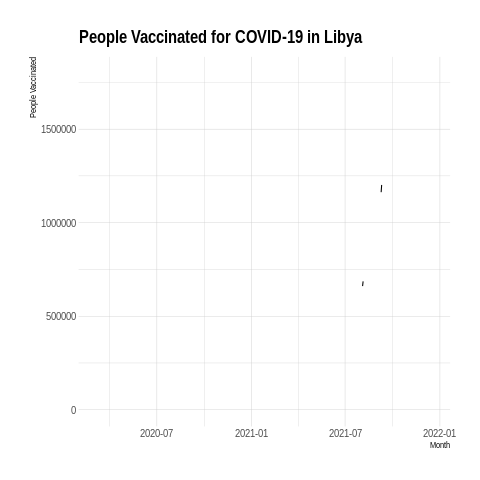 People Vaccinated for COVID-19 in Libya
People Vaccinated
1500000
1000000
500000
0
2020-07 2021-01 2021-07 2022-01
Month